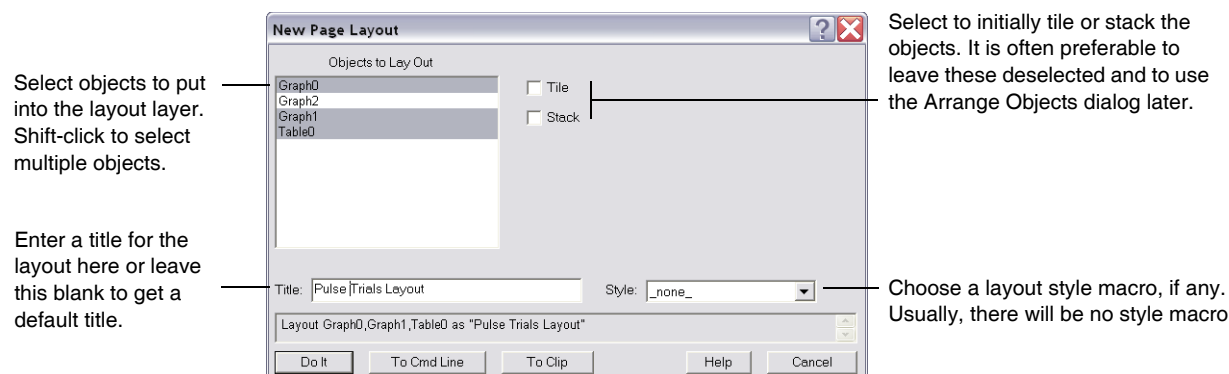 New Page Layout
Objects to Lay Out
Graph0
Graph2
Graph1
Table0
Tile
Stack
Select objects to put
into the layout layer.
Shift-click to select
multiple objects.
Select to initially tile or stack the
objects. It is often preferable to
leave these deselected and to use
the Arrange Objects dialog later.
Enter a title for the
layout here or leave
this blank to get a
default title.
Title: Pulse Trials Layout
Style: _none_
Choose a layout style macro, if any.
Usually, there will be no style macro
Layout Graph0,Graph1,Table0 as "Pulse Trials Layout"
Do It
To Cmd Line
To Clip
Help
Cancel